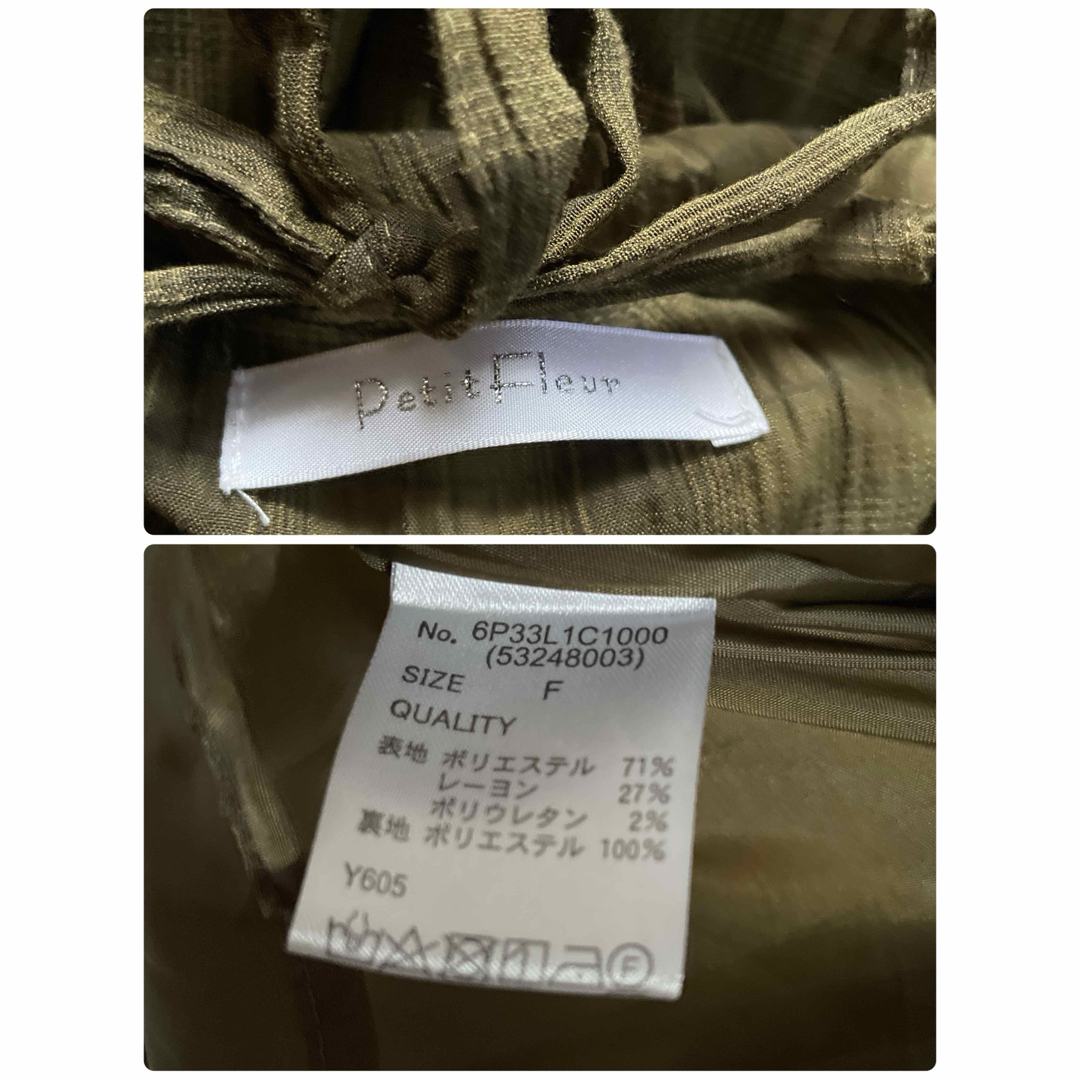 Petit Fleur
No. 6P33L1C1000
(53248003)
SIZE F
QUALITY
表地 ポリエステル 71%
レーヨン 27%
ポリウレタン 2%
裏地 ポリエステル 100%
Y605
F